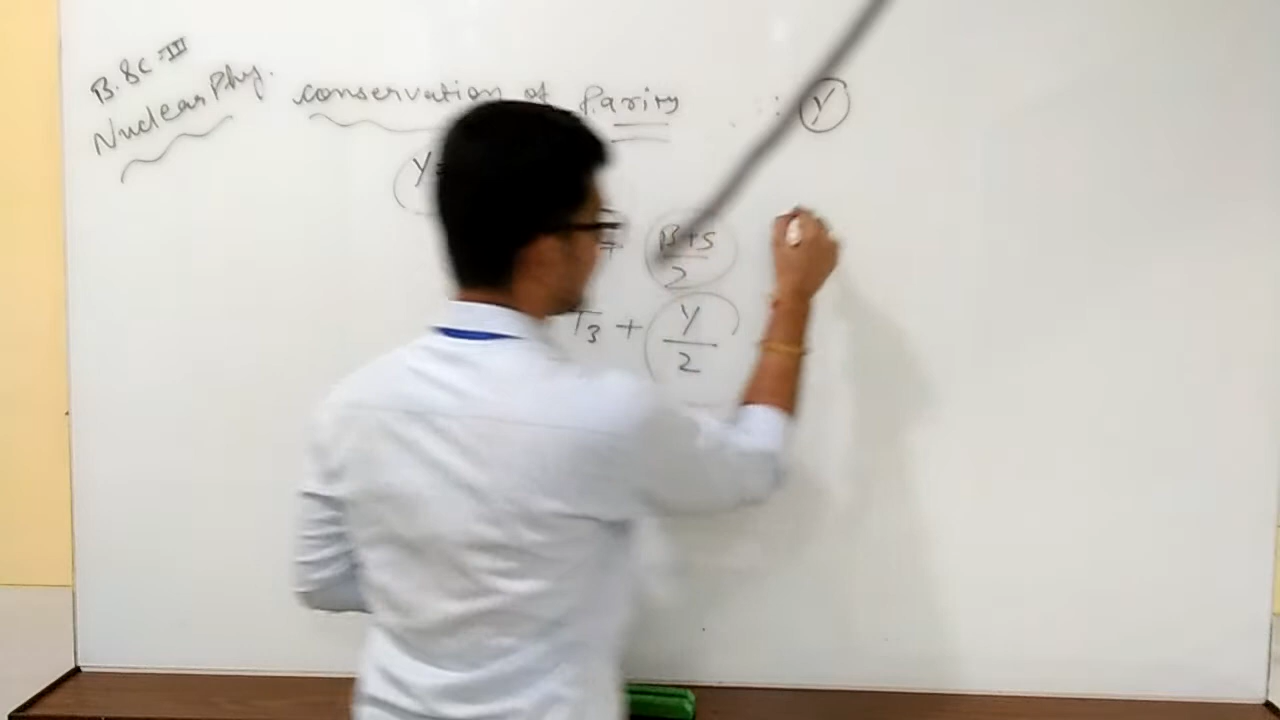 B.Sc-III
Nuclear Phy.
conservation of Parity ∴ Y
Y=
= B+S/2
T₃ + Y/2